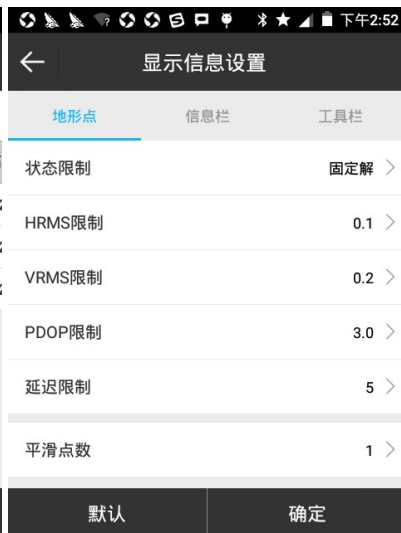 下午2:52
显示信息设置
地形点 信息栏 工具栏
状态限制 固定解
HRMS限制 0.1
VRMS限制 0.2
PDOP限制 3.0
延迟限制 5
平滑点数 1
默认 确定